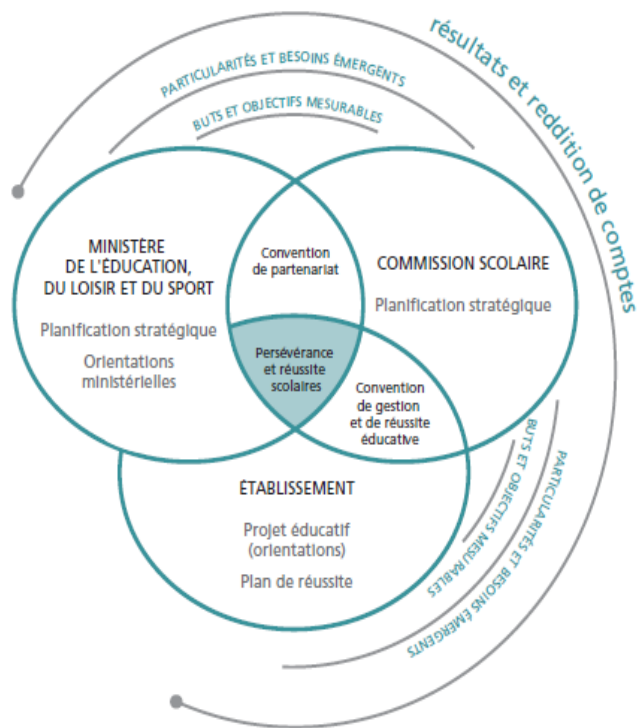 résultats et reddition de comptes
PARTICULARITÉS ET BESOINS ÉMERGENTS
BUTS ET OBJECTIFS MESURABLES
MINISTÈRE
DE L'ÉDUCATION,
DU LOISIR ET DU SPORT
Planification stratégique
Orientations
ministérielles
Convention
de partenariat
COMMISSION SCOLAIRE
Planification stratégique
Persévérance
et réussite
scolaires
Convention
de gestion
et de réussite
éducative
ÉTABLISSEMENT
Projet éducatif
(orientations)
Plan de réussite
BUTS ET OBJECTIFS MESURABLES
PARTICULARITÉS ET BESOINS ÉMERGENTS